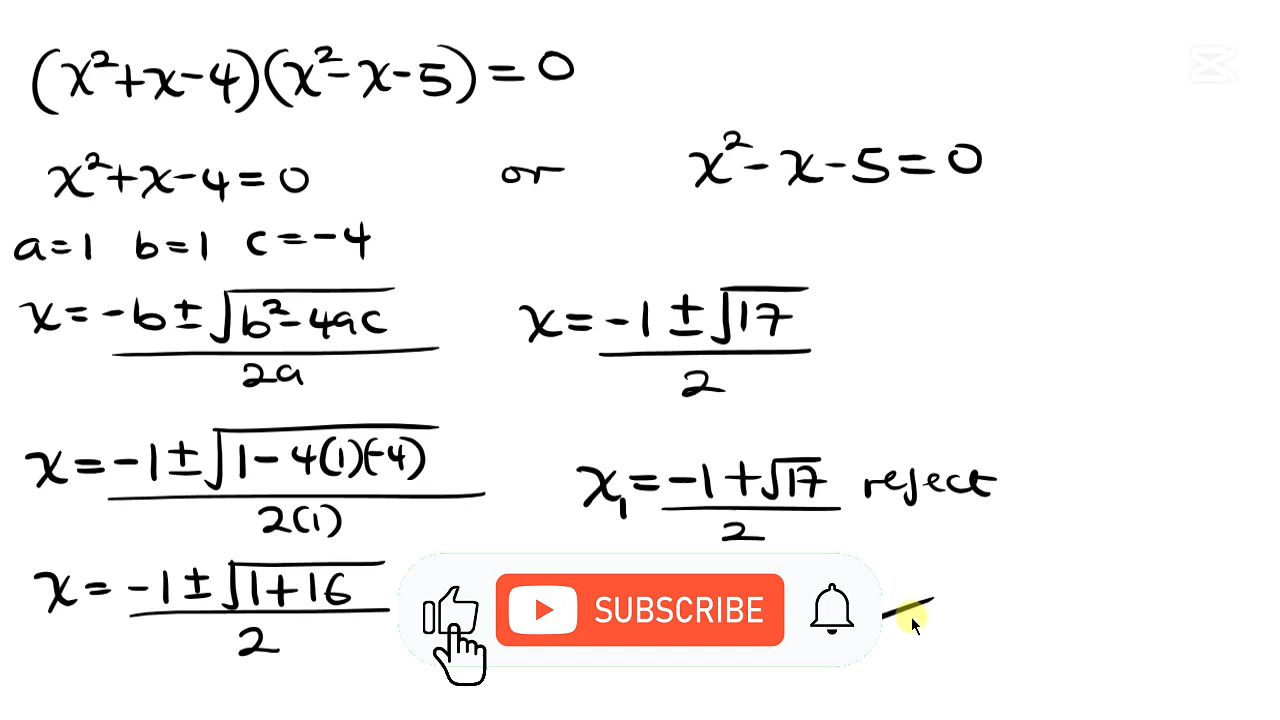 (x²+x-4)(x²-x-5)=0
x²+x-4=0 or x²-x-5=0
a=1 b=1 c=-4
x = -b±√(b²-4ac) / 2a
x = -1±√17 / 2
x = -1±√(1-4(1)(-4)) / 2(1)
x₁ = -1+√17 / 2 reject
x = -1±√(1+16) / 2
SUBSCRIBE